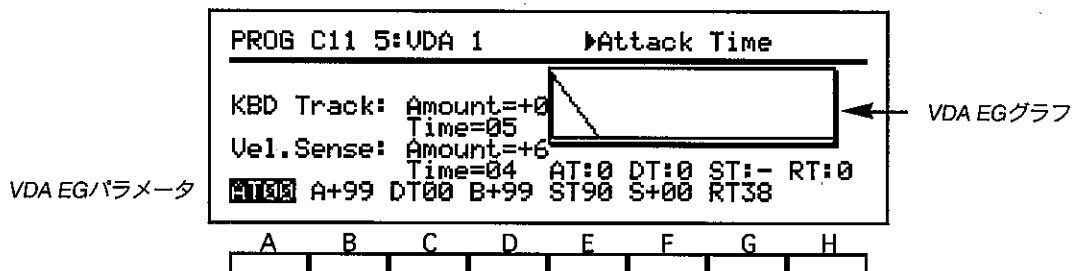 PROG C11 5:VDA 1 ▶Attack Time
KBD Track: Amount=+0
Time=05
Vel.Sense: Amount=+6
Time=04 AT:0 DT:0 ST:- RT:0
AT00 A+99 DT00 B+99 ST90 S+00 RT38
VDA EGグラフ
VDA EGパラメータ
A B C D E F G H